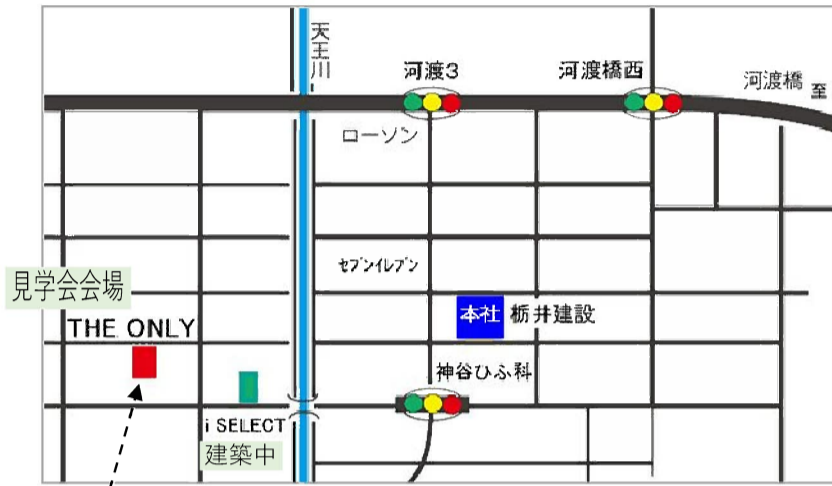 天王川
河渡3
河渡橋西
河渡橋 至
ローソン
セブンイレブン
見学会会場
THE ONLY
本社 栃井建設
神谷ひふ科
i SELECT
建築中